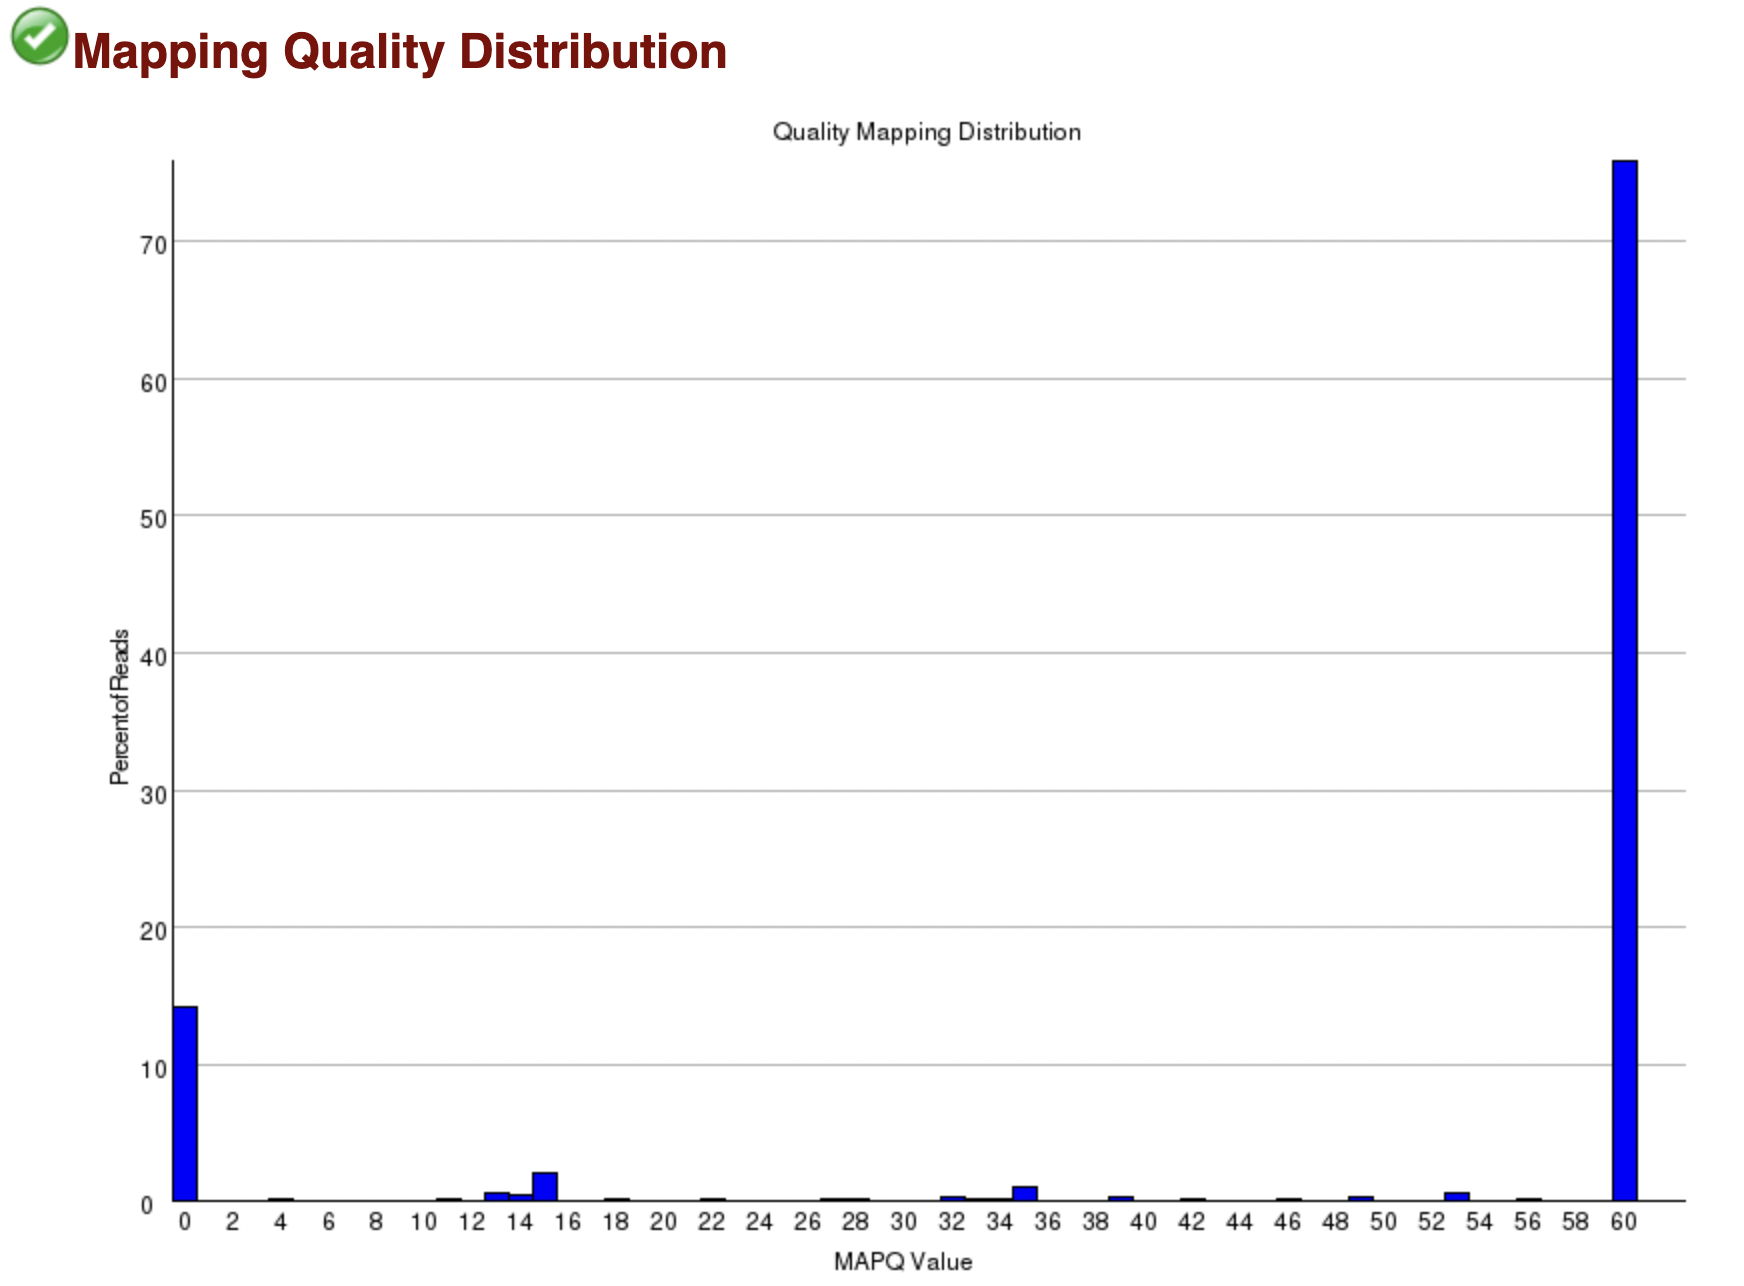 Mapping Quality Distribution
Quality Mapping Distribution
70
60
50
40
30
20
10
0
Percent of Reads
0 2 4 6 8 10 12 14 16 18 20 22 24 26 28 30 32 34 36 38 40 42 44 46 48 50 52 54 56 58 60
MAPQ Value